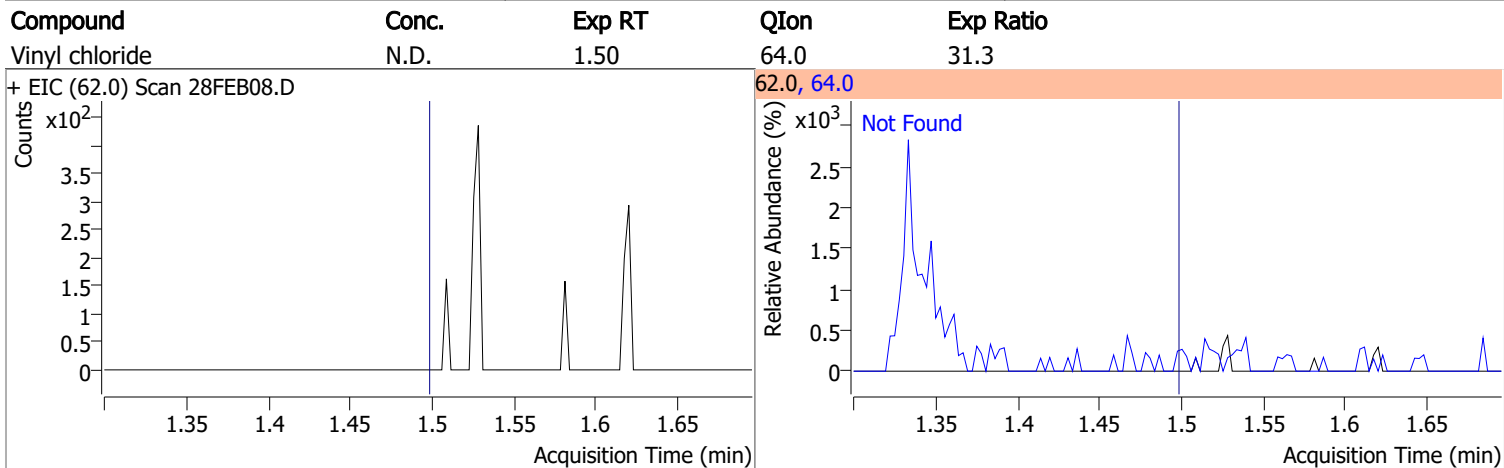 Compound Conc. Exp RT QIon Exp Ratio
Vinyl chloride N.D. 1.50 64.0 31.3
+ EIC (62.0) Scan 28FEB08.D
Counts
x10²
3.5
3
2.5
2
1.5
1
0.5
0
1.35 1.4 1.45 1.5 1.55 1.6 1.65
Acquisition Time (min)
62.0, 64.0
Relative Abundance (%)
x10³
Not Found
2.5
2
1.5
1
0.5
0
1.35 1.4 1.45 1.5 1.55 1.6 1.65
Acquisition Time (min)